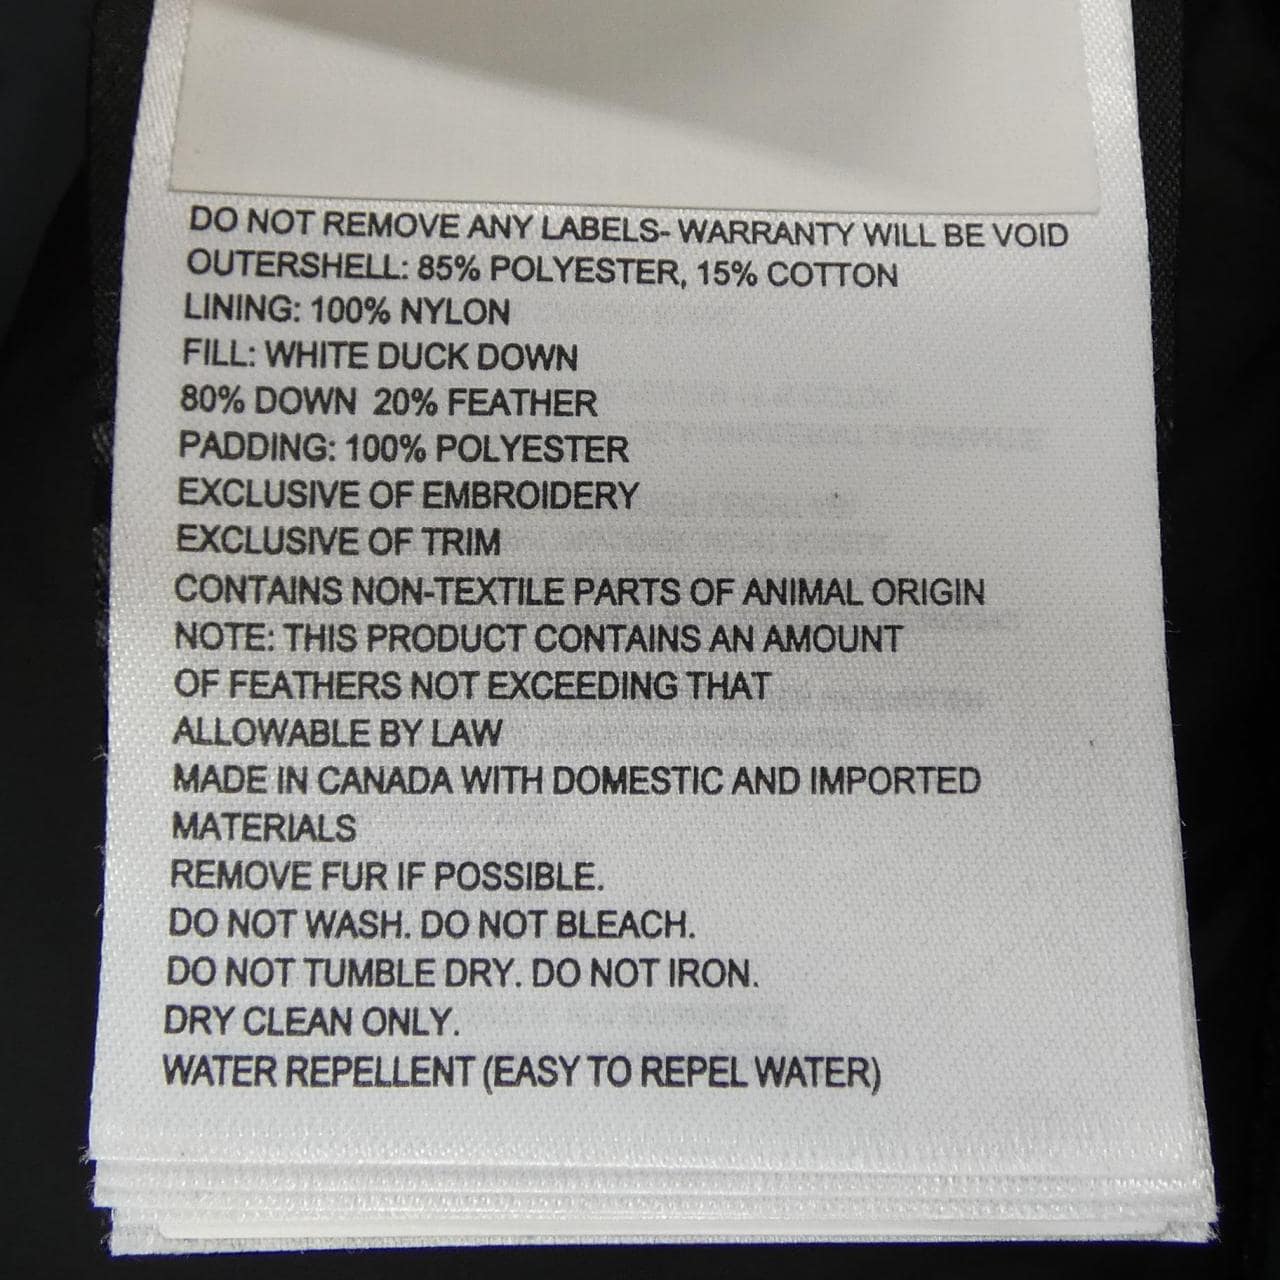 DO NOT REMOVE ANY LABELS- WARRANTY WILL BE VOID
OUTERSHELL: 85% POLYESTER, 15% COTTON
LINING: 100% NYLON
FILL: WHITE DUCK DOWN
80% DOWN  20% FEATHER
PADDING: 100% POLYESTER
EXCLUSIVE OF EMBROIDERY
EXCLUSIVE OF TRIM
CONTAINS NON-TEXTILE PARTS OF ANIMAL ORIGIN
NOTE: THIS PRODUCT CONTAINS AN AMOUNT
OF FEATHERS NOT EXCEEDING THAT
ALLOWABLE BY LAW
MADE IN CANADA WITH DOMESTIC AND IMPORTED
MATERIALS
REMOVE FUR IF POSSIBLE.
DO NOT WASH. DO NOT BLEACH.
DO NOT TUMBLE DRY. DO NOT IRON.
DRY CLEAN ONLY.
WATER REPELLENT (EASY TO REPEL WATER)